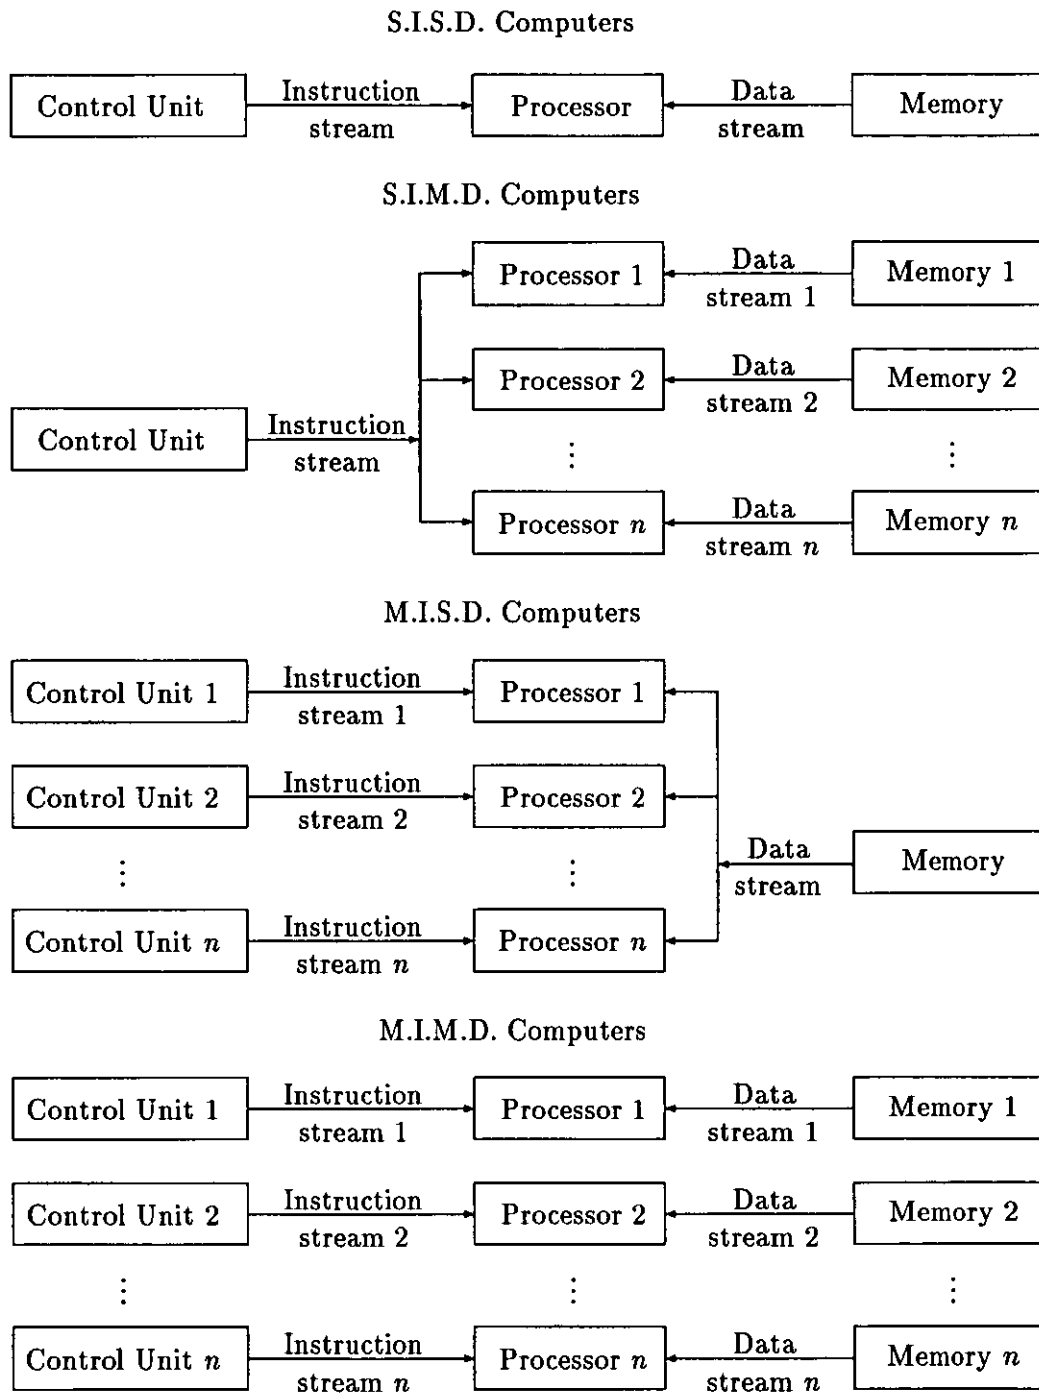 S.I.S.D. Computers
Control Unit
Instruction
stream
Processor
Data
stream
Memory
S.I.M.D. Computers
Control Unit
Instruction
stream
Processor 1
Data
stream 1
Memory 1
Processor 2
Data
stream 2
Memory 2
⋮
⋮
Processor n
Data
stream n
Memory n
M.I.S.D. Computers
Control Unit 1
Instruction
stream 1
Processor 1
Control Unit 2
Instruction
stream 2
Processor 2
⋮
⋮
Control Unit n
Instruction
stream n
Processor n
Data
stream
Memory
M.I.M.D. Computers
Control Unit 1
Instruction
stream 1
Processor 1
Data
stream 1
Memory 1
Control Unit 2
Instruction
stream 2
Processor 2
Data
stream 2
Memory 2
⋮
⋮
⋮
Control Unit n
Instruction
stream n
Processor n
Data
stream n
Memory n